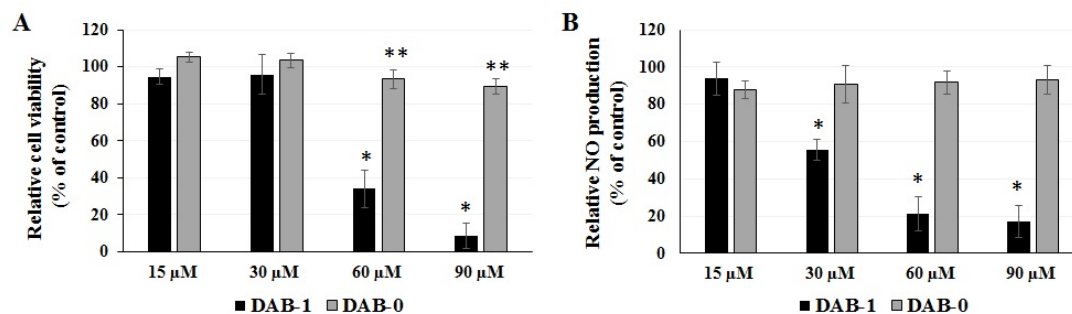 A
Relative cell viability
(% of control)
120
100
80
60
40
20
0
* * ** **
15 µM 30 µM 60 µM 90 µM
DAB-1 DAB-0
B
Relative NO production
(% of control)
120
100
80
60
40
20
0
* * *
15 µM 30 µM 60 µM 90 µM
DAB-1 DAB-0